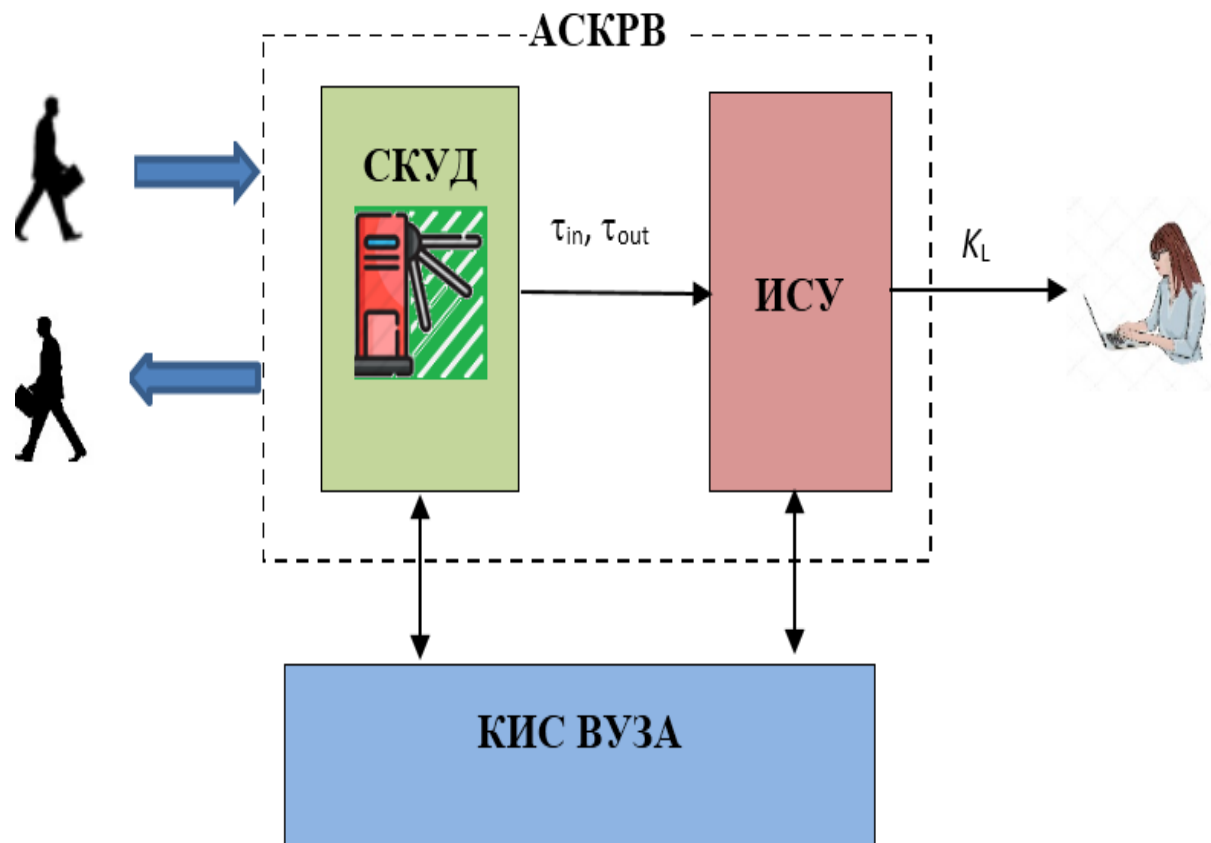 АСКРВ
СКУД
τin, τout
ИСУ
KL
КИС ВУЗА